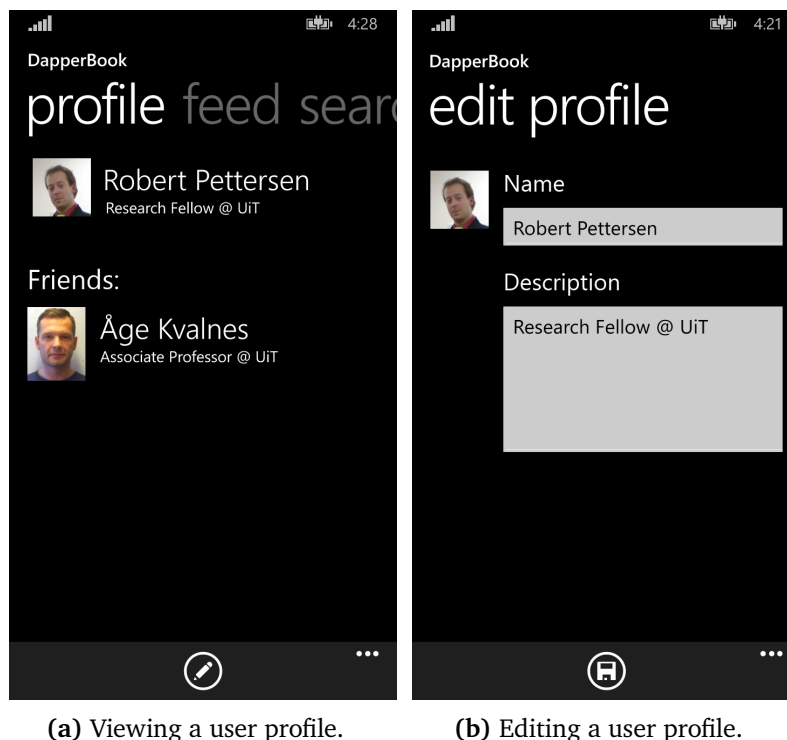 4:28
DapperBook
profile feed sear
Robert Pettersen
Research Fellow @ UiT
Friends:
Åge Kvalnes
Associate Professor @ UiT
(a) Viewing a user profile.
4:21
DapperBook
edit profile
Name
Robert Pettersen
Description
Research Fellow @ UiT
(b) Editing a user profile.